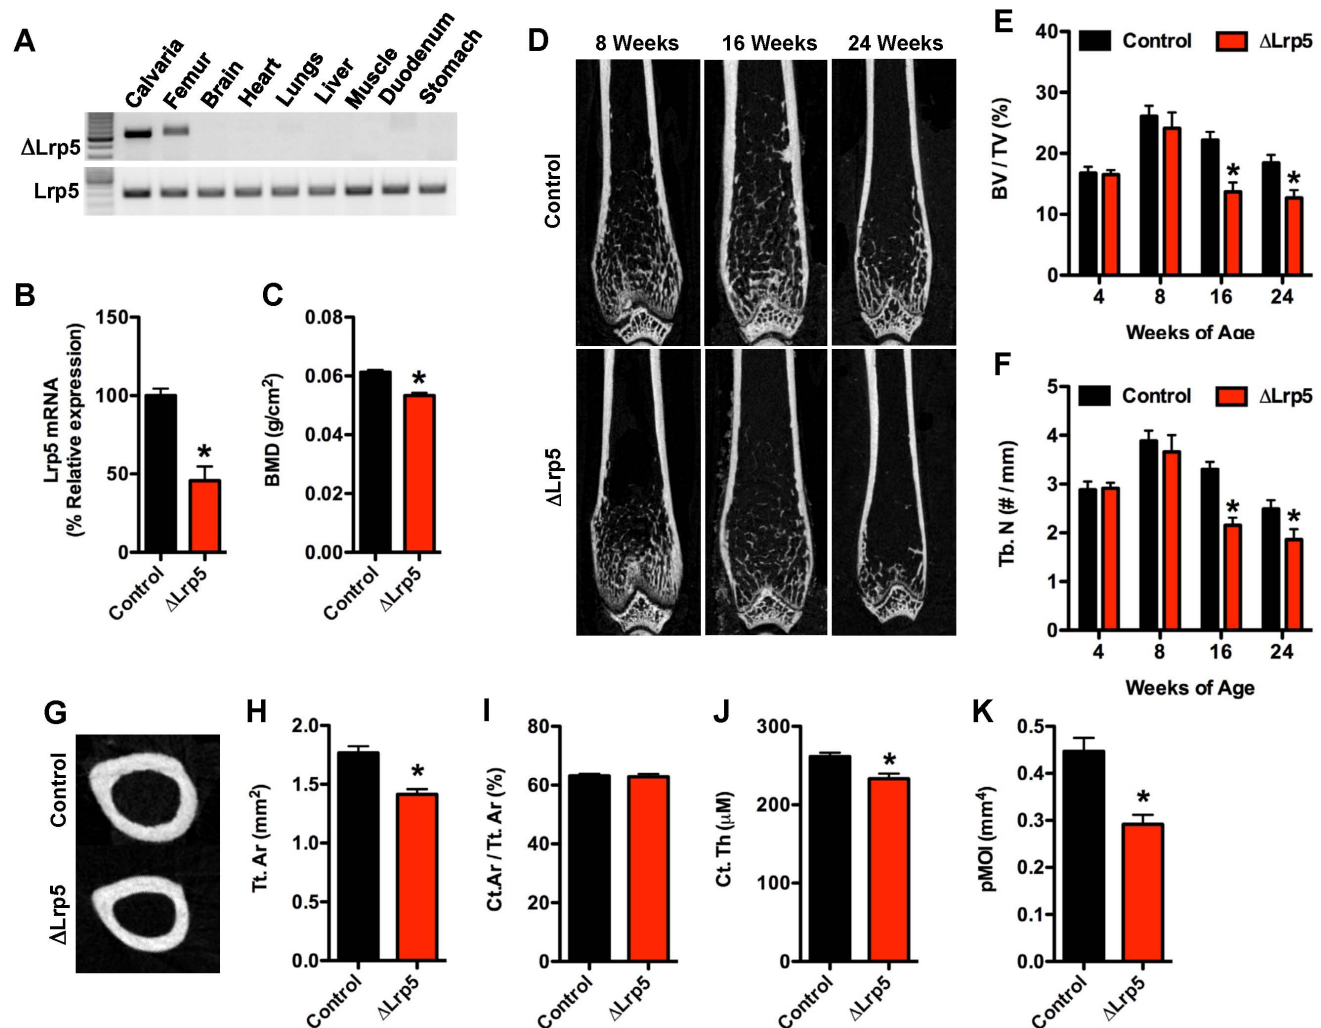 A
Calvaria
Femur
Brain
Heart
Lungs
Liver
Muscle
Duodenum
Stomach
ΔLrp5
Lrp5
B
Lrp5 mRNA
(% Relative expression)
150
100
50
0
*
Control
ΔLrp5
C
BMD (g/cm²)
0.08
0.06
0.04
0.02
0.00
*
Control
ΔLrp5
D
8 Weeks
16 Weeks
24 Weeks
Control
ΔLrp5
E
Control
ΔLrp5
BV / TV (%)
40
30
20
10
0
*
*
4
8
16
24
Weeks of Age
F
Control
ΔLrp5
Tb. N (# / mm)
5
4
3
2
1
0
*
*
4
8
16
24
Weeks of Age
G
Control
ΔLrp5
H
Tt. Ar (mm²)
2.0
1.5
1.0
0.5
0.0
*
Control
ΔLrp5
I
Ct.Ar / Tt. Ar (%)
80
60
40
20
0
Control
ΔLrp5
J
Ct. Th (μM)
300
200
100
0
*
Control
ΔLrp5
K
pMOI (mm⁴)
0.5
0.4
0.3
0.2
0.1
0.0
*
Control
ΔLrp5